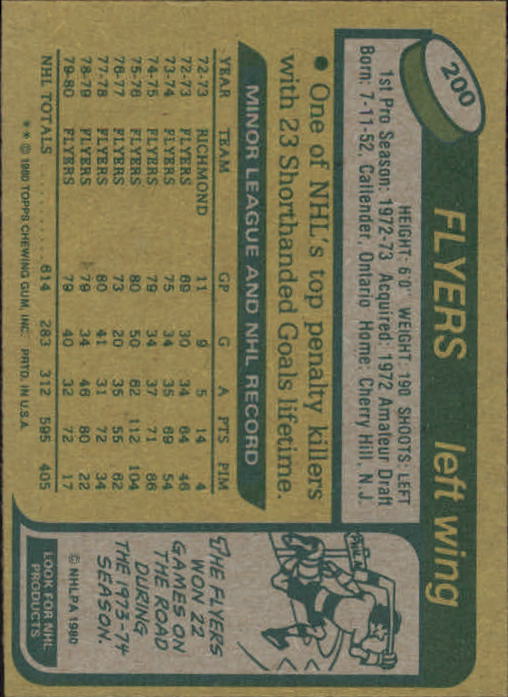 200
FLYERS left wing
HEIGHT: 6'0" WEIGHT: 190 SHOOTS: LEFT
1st Pro Season: 1972-73 Acquired: 1972 Amateur Draft
Born: 7-11-52, Callender, Ontario Home: Cherry Hill, N.J.
● One of NHL's top penalty killers
with 23 Shorthanded Goals lifetime.
MINOR LEAGUE AND NHL RECORD
YEAR TEAM GP G A PTS PIM
72-73 RICHMOND 11 9 5 14 4
72-73 FLYERS 69 30 34 64 46
73-74 FLYERS 75 34 35 69 54
74-75 FLYERS 79 34 37 71 86
75-76 FLYERS 80 50 62 112 104
76-77 FLYERS 73 20 35 55 62
77-78 FLYERS 80 41 31 72 34
78-79 FLYERS 79 34 46 80 22
79-80 FLYERS 79 40 32 72 17
NHL TOTALS ........ 614 283 312 595 405
* * © 1980 TOPPS CHEWING GUM, INC. PRTD. IN U.S.A.
THE FLYERS
WON 22
GAMES ON
THE ROAD
DURING
THE 1973-74
SEASON.
© NHLPA 1980
LOOK FOR NHL
PRODUCTS